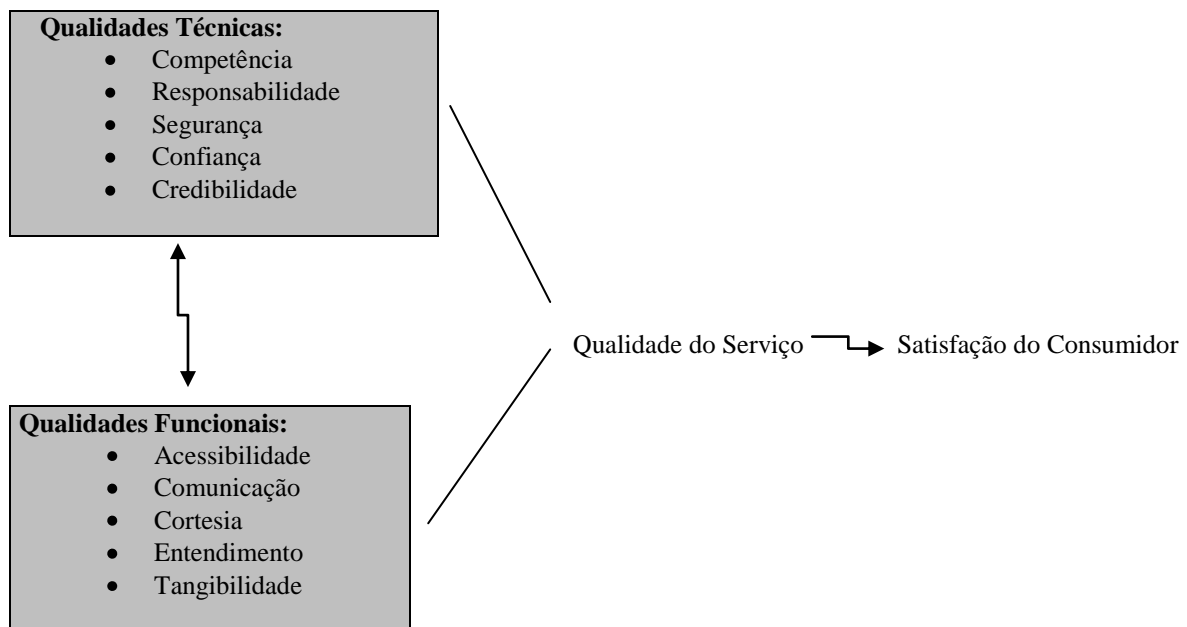 Qualidades Técnicas:
• Competência
• Responsabilidade
• Segurança
• Confiança
• Credibilidade
Qualidade do Serviço
Satisfação do Consumidor
Qualidades Funcionais:
• Acessibilidade
• Comunicação
• Cortesia
• Entendimento
• Tangibilidade